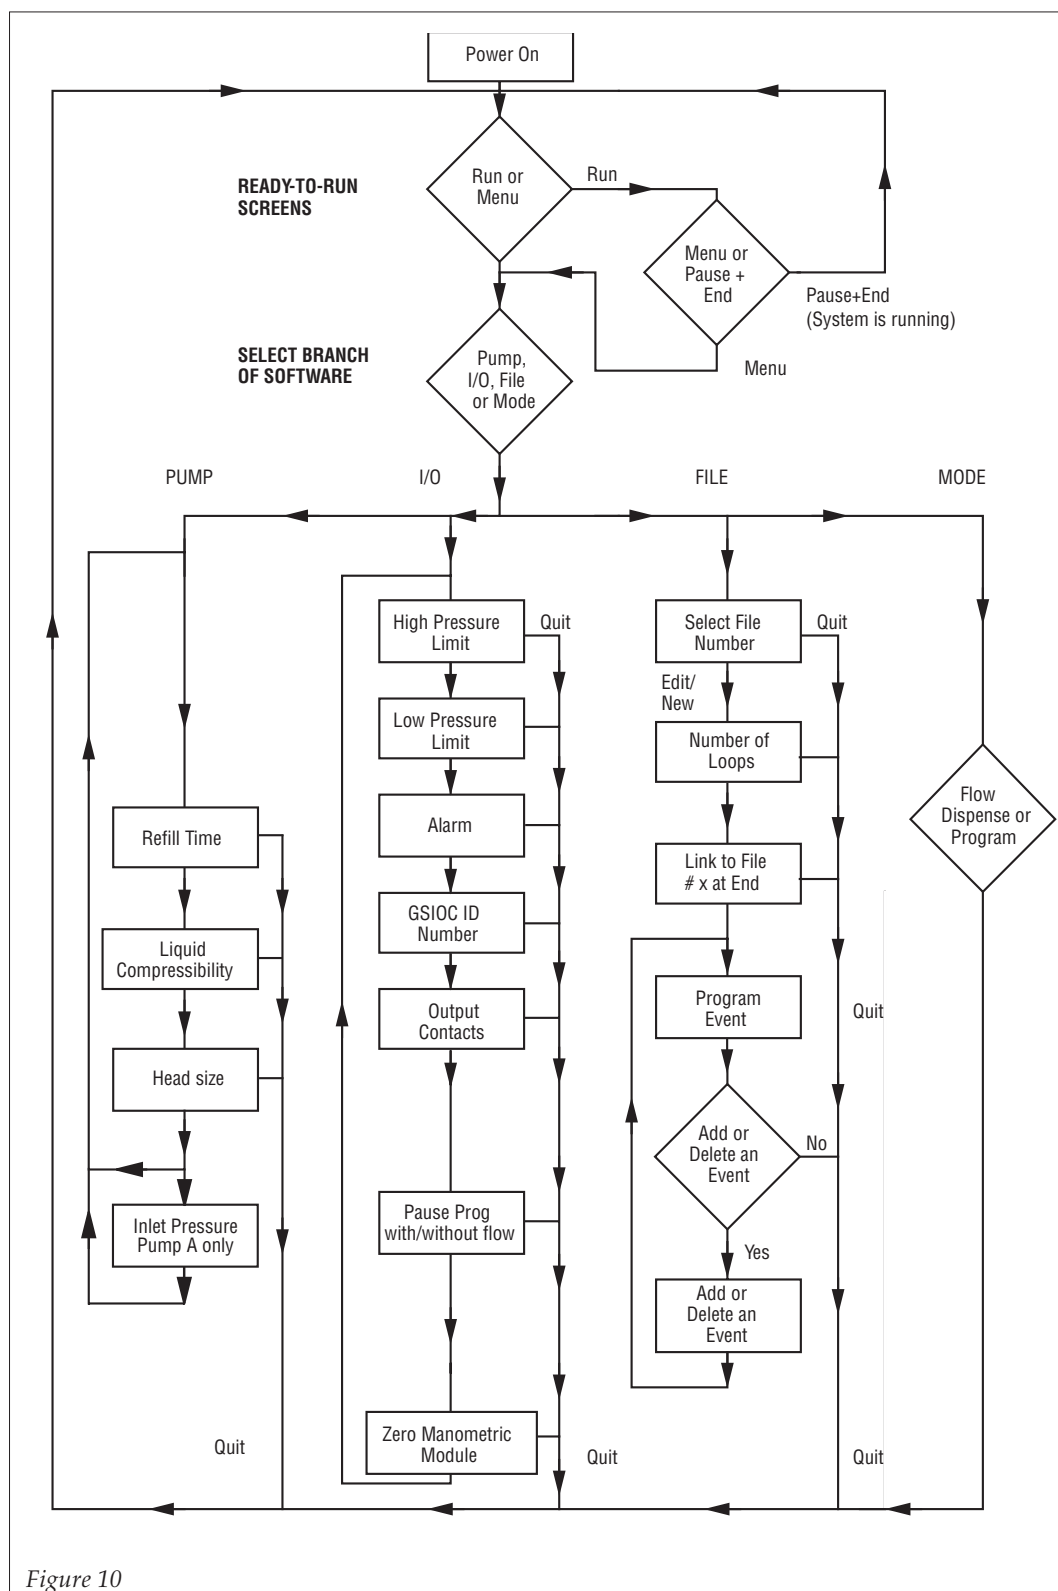 Power On
Run or
Menu
Run
READY-TO-RUN
SCREENS
Menu or
Pause +
End
Pause+End
(System is running)
Menu
SELECT BRANCH
OF SOFTWARE
Pump,
I/O, File
or Mode
PUMP
I/O
FILE
MODE
Refill Time
Liquid
Compressibility
Head size
Inlet Pressure
Pump A only
Quit
High Pressure
Limit
Quit
Low Pressure
Limit
Alarm
GSIOC ID
Number
Output
Contacts
Pause Prog
with/without flow
Zero Manometric
Module
Quit
Select File
Number
Quit
Edit/
New
Number of
Loops
Link to File
# x at End
Program
Event
Quit
Add or
Delete an
Event
No
Yes
Add or
Delete an
Event
Quit
Flow
Dispense or
Program
Figure 10